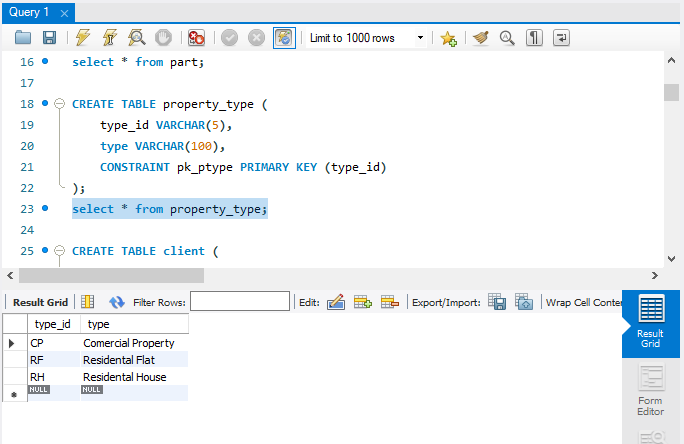 Query 1
Limit to 1000 rows
16 select * from part;
17
18 CREATE TABLE property_type (
19 type_id VARCHAR(5),
20 type VARCHAR(100),
21 CONSTRAINT pk_ptype PRIMARY KEY (type_id)
22 );
23 select * from property_type;
24
25 CREATE TABLE client (
Result Grid Filter Rows: Edit: Export/Import: Wrap Cell Conten
type_id type
CP Comercial Property
RF Residental Flat
RH Residental House
NULL NULL
Result
Grid
Form
Editor